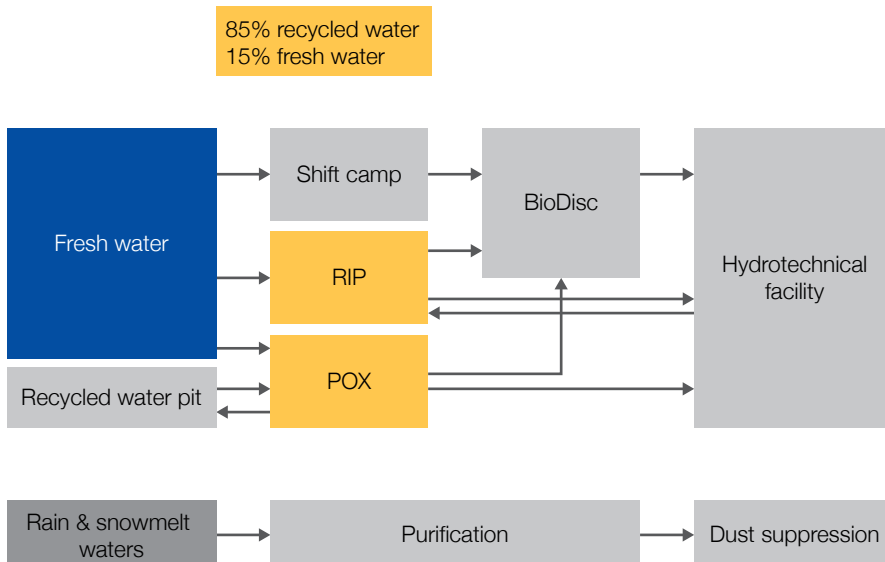 85% recycled water
15% fresh water
Shift camp
BioDisc
Fresh water
RIP
Hydrotechnical
facility
POX
Recycled water pit
Rain & snowmelt
waters
Purification
Dust suppression